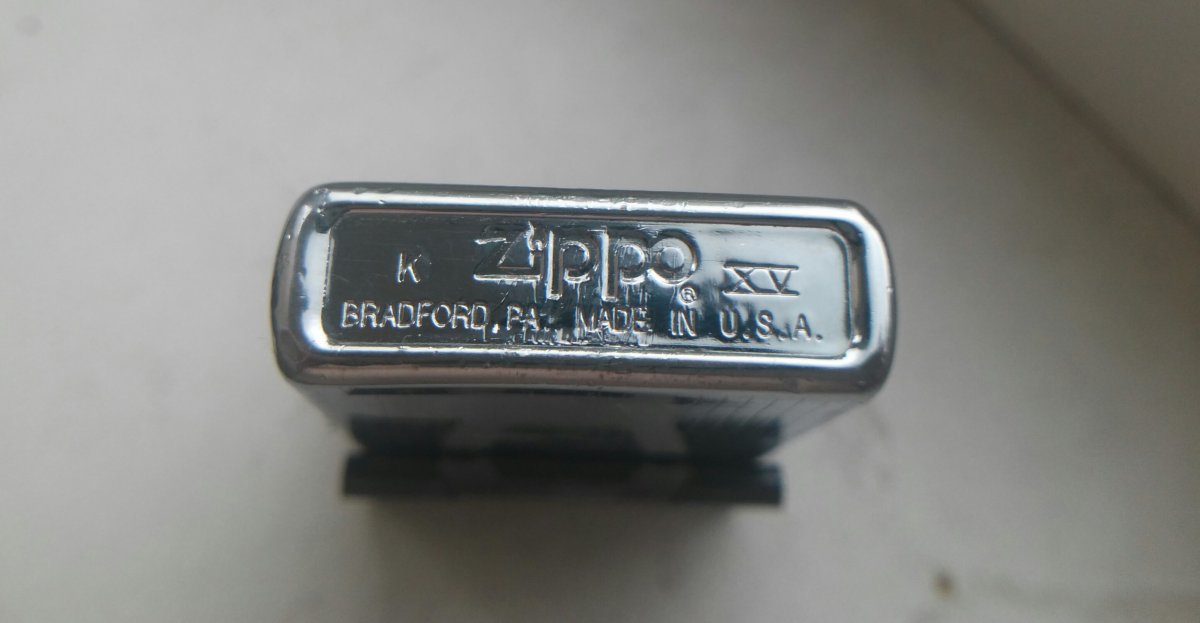 K Zippo® XV
BRADFORD, PA. MADE IN U.S.A.